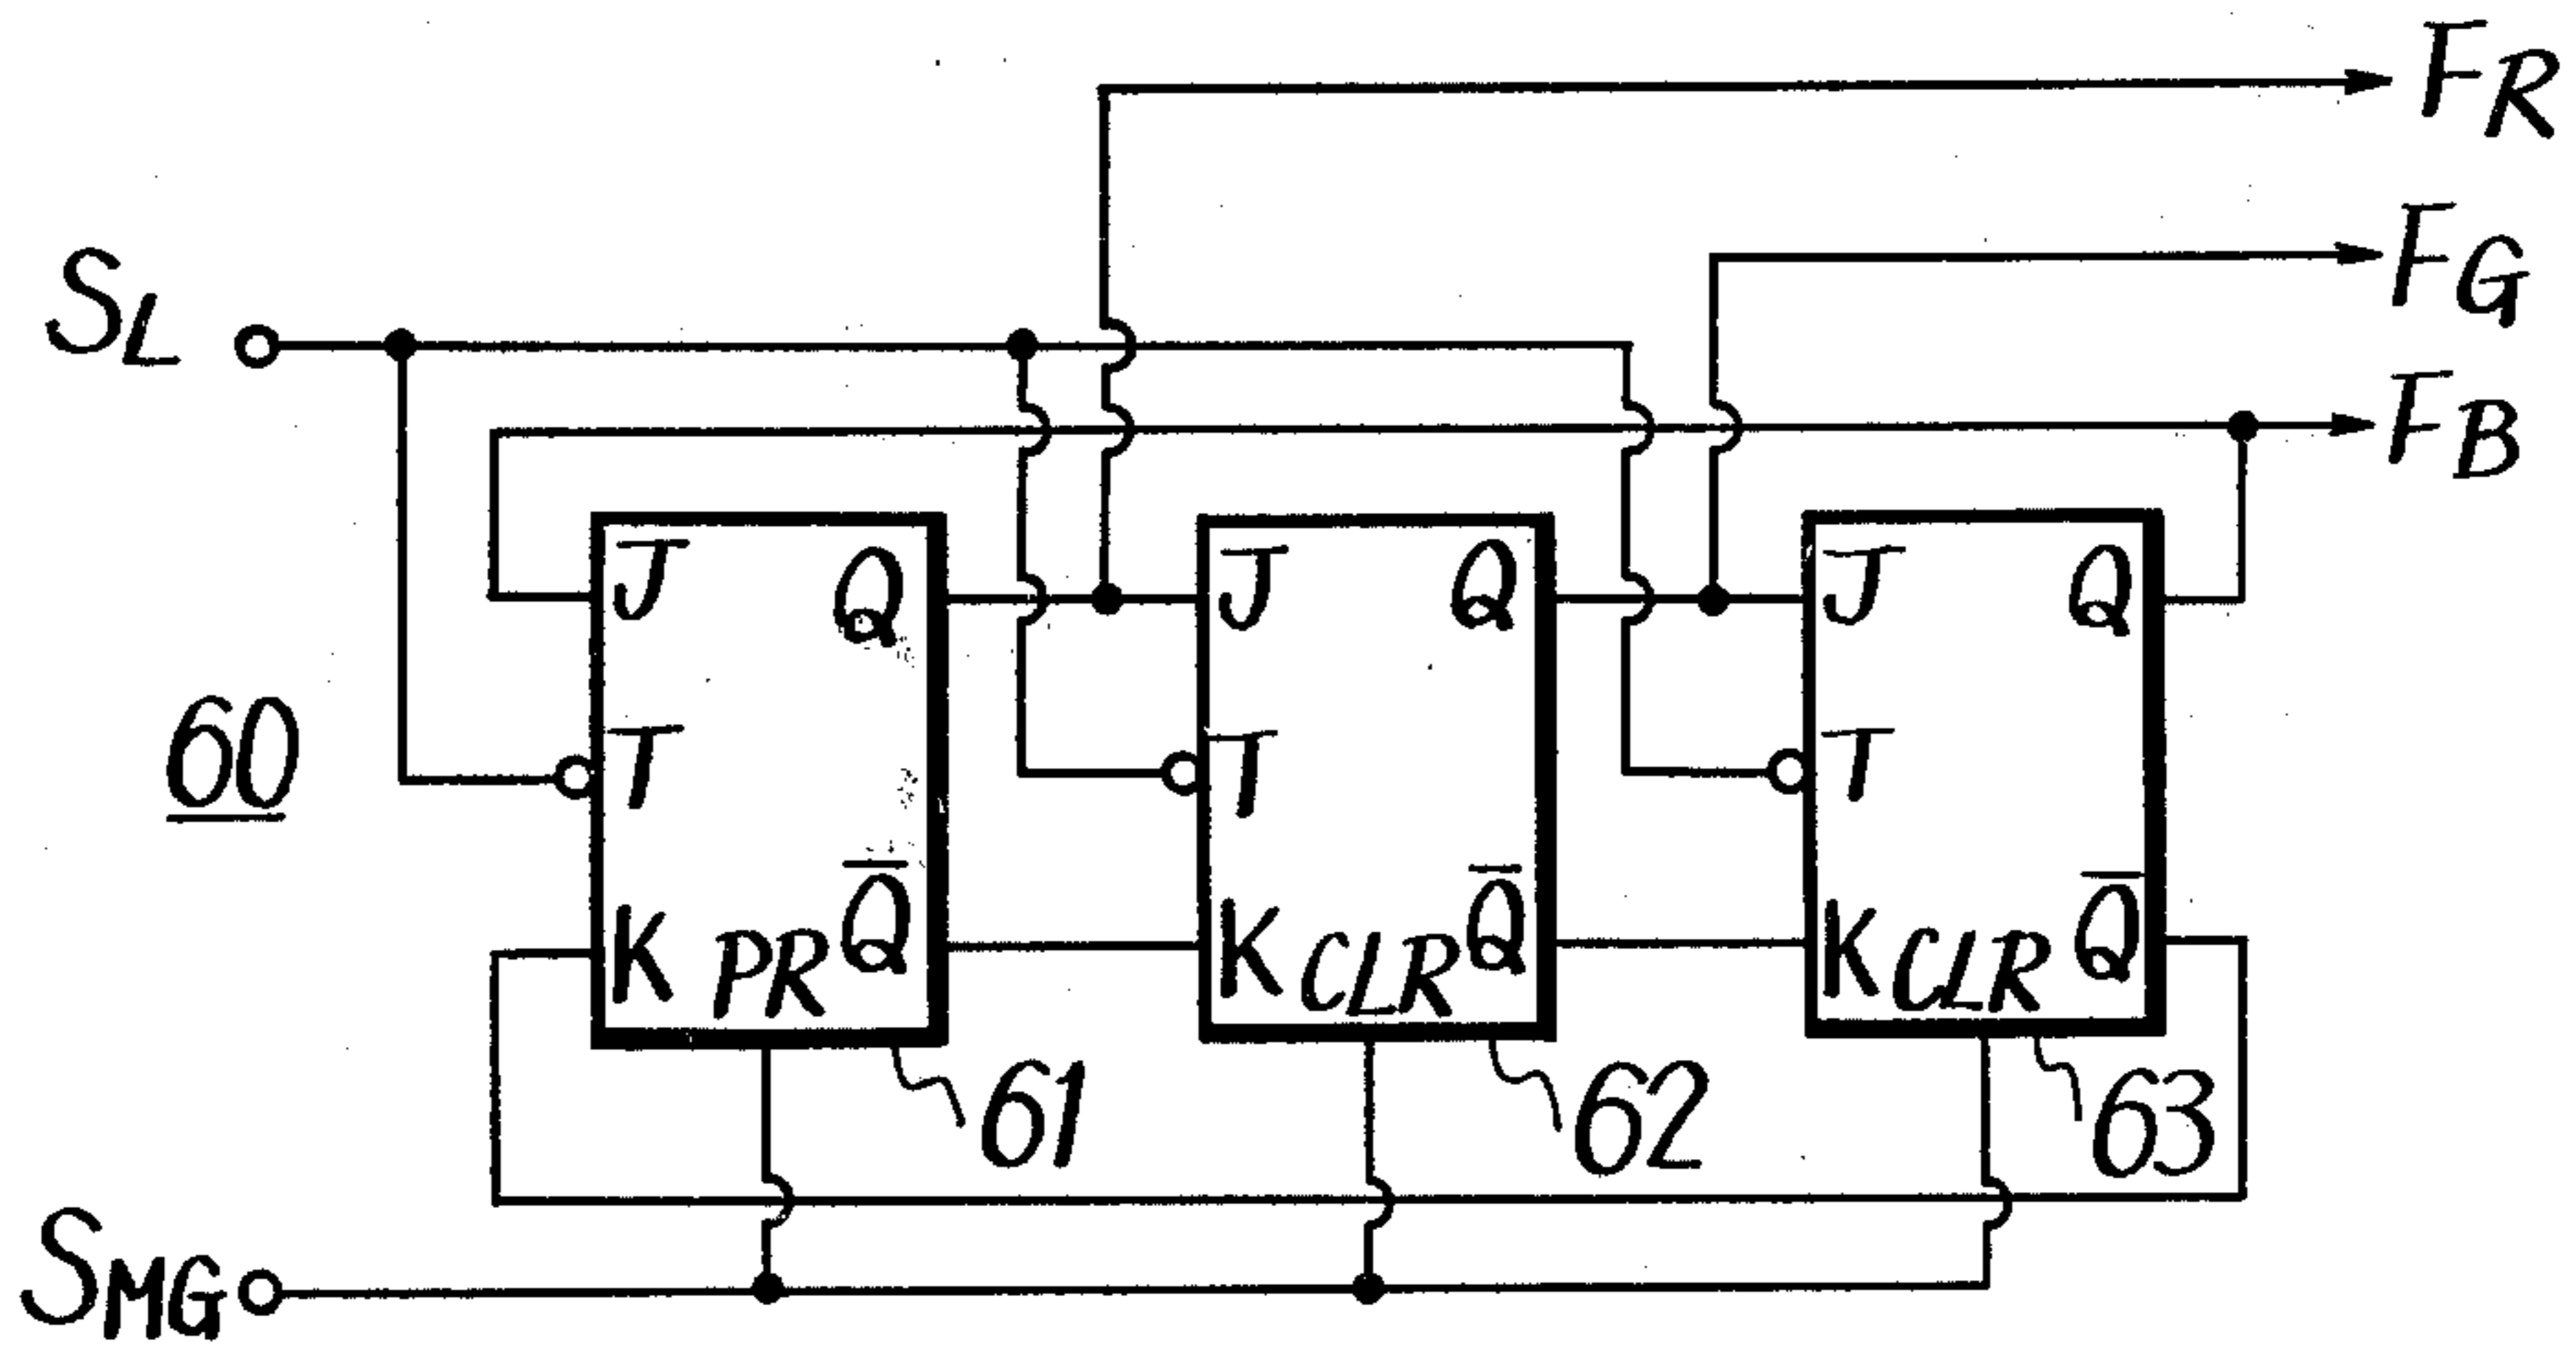 FR
FG
SL
FB
J Q J Q J Q
60
T T T
K PR Q̅ K CLR Q̅ K CLR Q̅
61 62 63
SMG